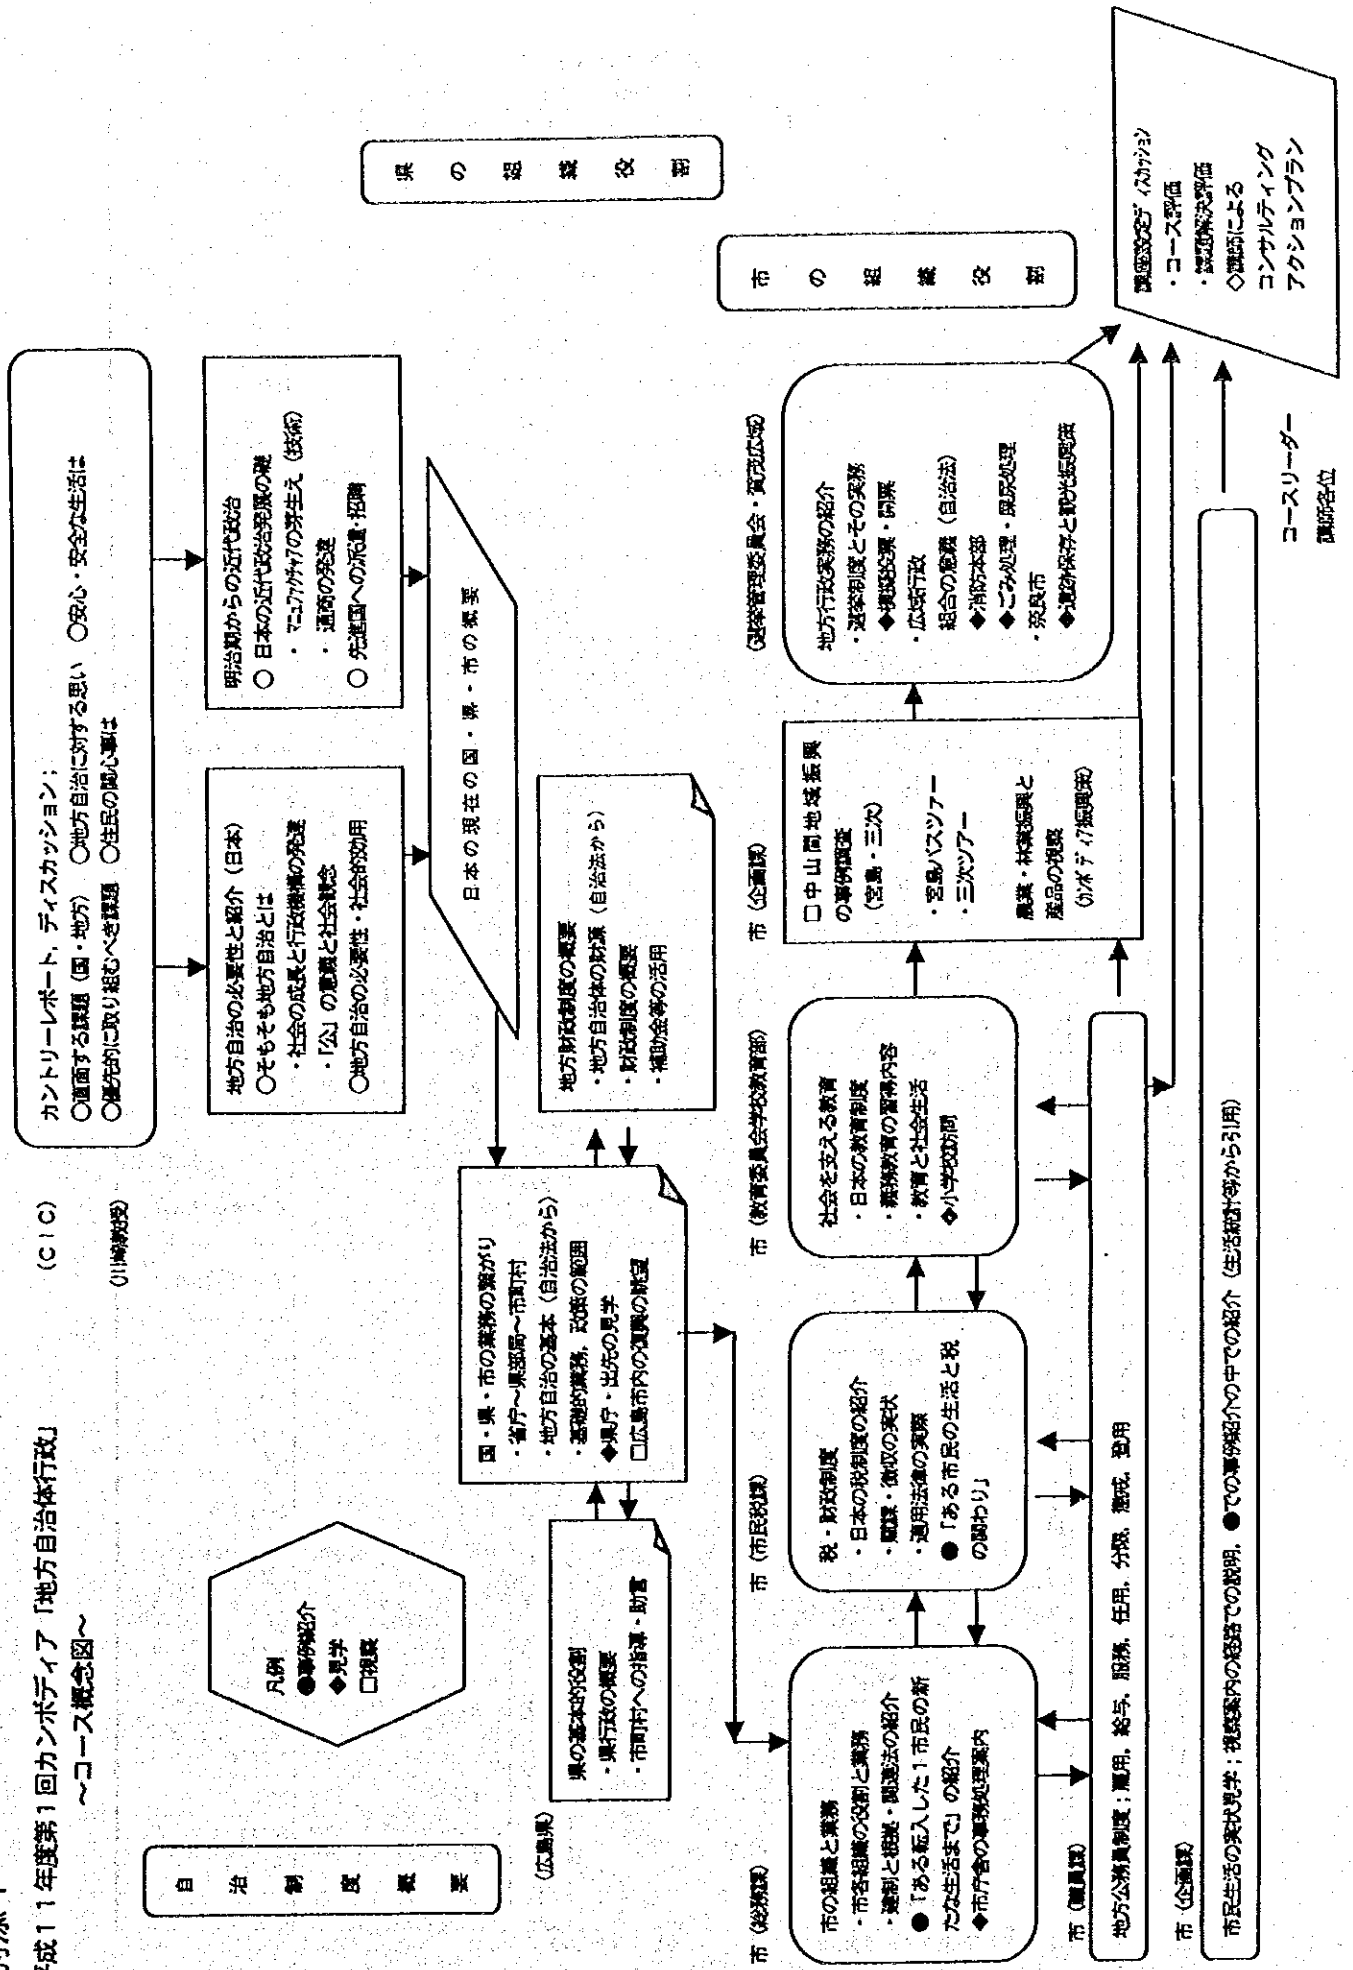 平成11年度第1回カンボディア「地方自治体行政」
～コース概念図～
(CIC)
(川崎教授)
カントリーレポート、ディスカッション；
○直面する課題（国・地方）　○地方自治に対する思い　○安心・安全な生活は
○優先的に取り組むべき課題　○住民の関心事は
自治制度概要
凡例
●事例紹介
◆見学
□視察
地方自治の必要性と紹介（日本）
○そもそも地方自治とは
・社会の成長と行政機構の発達
・「公」の意義と社会観念
○地方自治の必要性・社会的効用
明治期からの近代政治
○ 日本の近代政治発展の礎
・ マニュファクチャアの芽生え（技術）
・ 通商の発達
○ 先進国への派遣・招聘
日本の現在の国・県・市の概要
県の組織役割
(広島県)
県の基本的役割
・県行政の概要
・市町村への指導・助言
国・県・市の業務の繋がり
・省庁～県部局～市町村
・地方自治の基本（自治法から）
・基礎的業務、政策の範囲
◆県庁・出先の見学
□広島市内の復興の眺望
地方財政制度の概要
・地方自治体の財源（自治法から）
・財政制度の概要
・補助金等の活用
市の組織役割
市（総務課）
市の組織と業務
・市各組織の役割と業務
・建制と根拠・関連法の紹介
●「ある転入した1市民の新
たな生活まで」の紹介
◆市庁舎の事務処理案内
市（市民税課）
税・財政制度
・日本の税制度の紹介
・賦課・徴収の実状
・適用法律の実際
●「ある市民の生活と税
の関わり」
市（教育委員会学校教育部）
社会を支える教育
・日本の教育制度
・義務教育の習得内容
・教育と社会生活
◆小学校訪問
市（企画課）
□中山間地域振興
の事例調査
（宮島・三次）
・宮島バスツアー
・三次ツアー
農業・林業振興と
産品の視察
（カンボディア振興策）
(選挙管理委員会・賀茂広域)
地方行政実務の紹介
・選挙制度とその実務
◆模擬投票・開票
・広域行政
組合の意義（自治法）
◆消防本部
◆ごみ処理・屎尿処理
・奈良市
◆遺跡保存と観光振興策
市（職員課）
地方公務員制度；雇用、給与、服務、任用、分限、懲戒、登用
市（企画課）
市民生活の実状見学；視察案内の経路での説明、●での事例紹介の中での紹介（生活統計等から引用）
講座設定ディスカッション
・コース評価
・課題解決評価
◇講師による
コンサルティング
アクションプラン
コースリーダー
講師各位